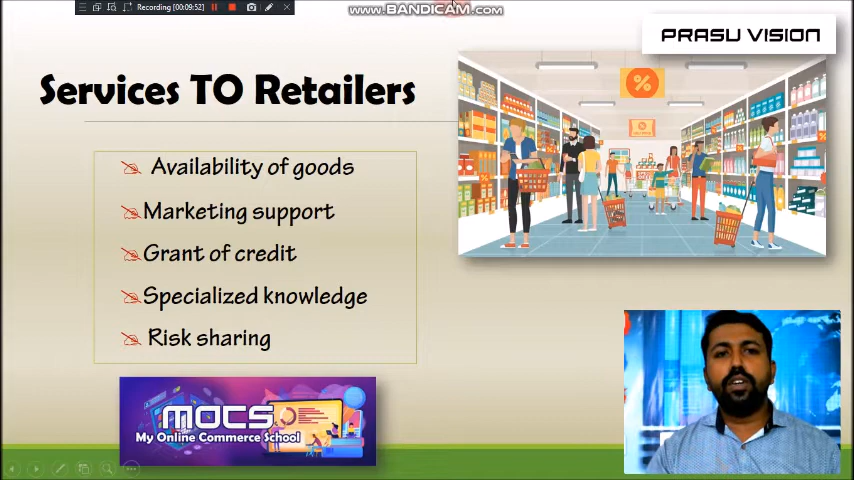 Recording [00:09:52]
www.BANDICAM.com
PRASU VISION
Services TO Retailers
%
Availability of goods
Marketing support
Grant of credit
Specialized knowledge
Risk sharing
MOCS
My Online Commerce School